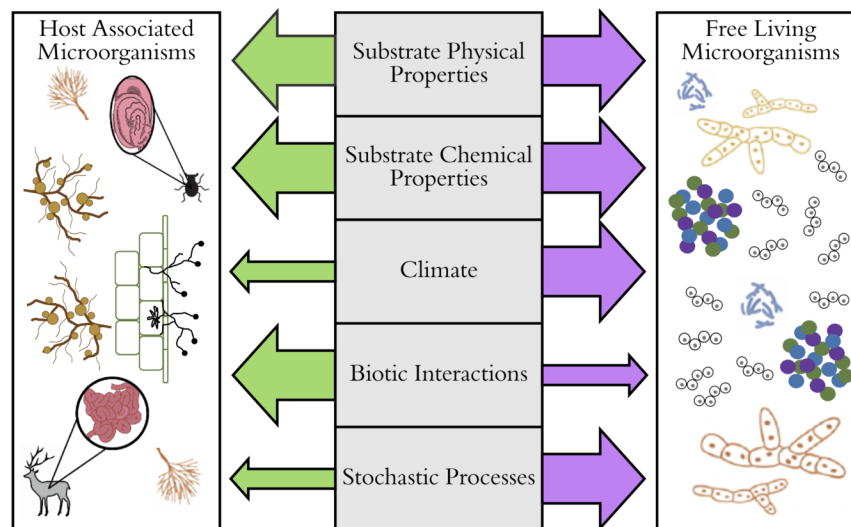 Host Associated
Microorganisms
Substrate Physical
Properties
Substrate Chemical
Properties
Climate
Biotic Interactions
Stochastic Processes
Free Living
Microorganisms